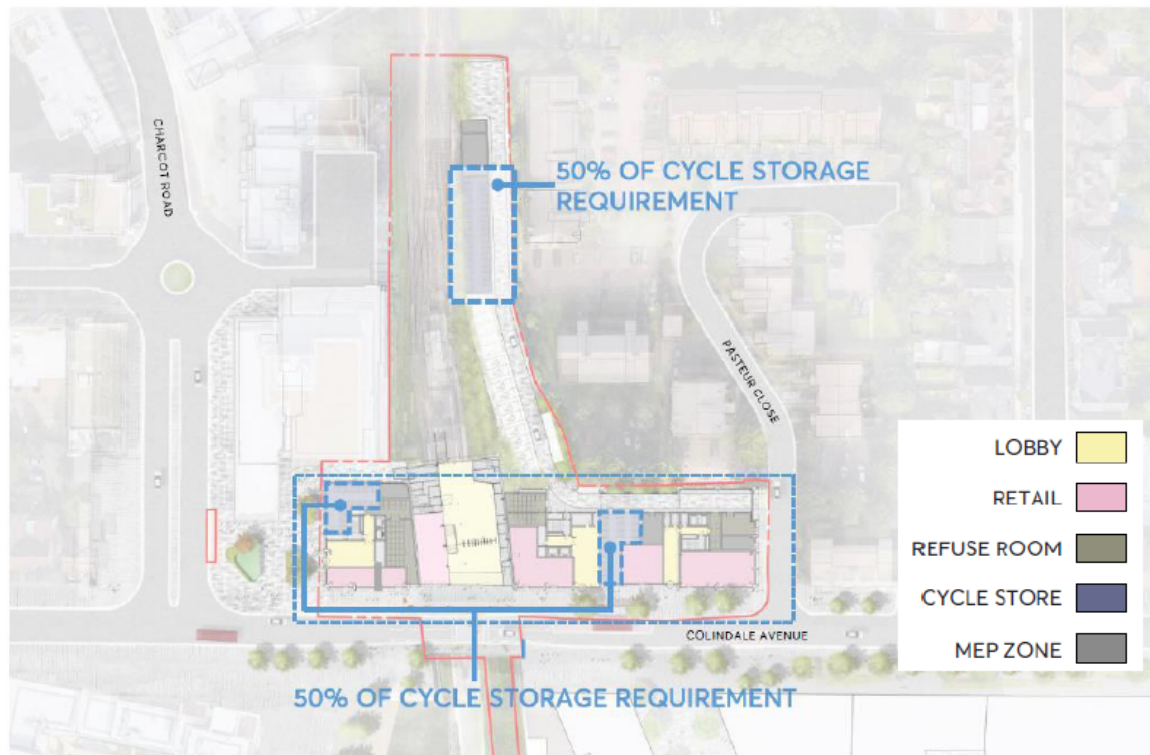 CHARCOT ROAD
50% OF CYCLE STORAGE
REQUIREMENT
PASTEUR CLOSE
LOBBY
RETAIL
REFUSE ROOM
CYCLE STORE
MEP ZONE
COLINDALE AVENUE
50% OF CYCLE STORAGE REQUIREMENT